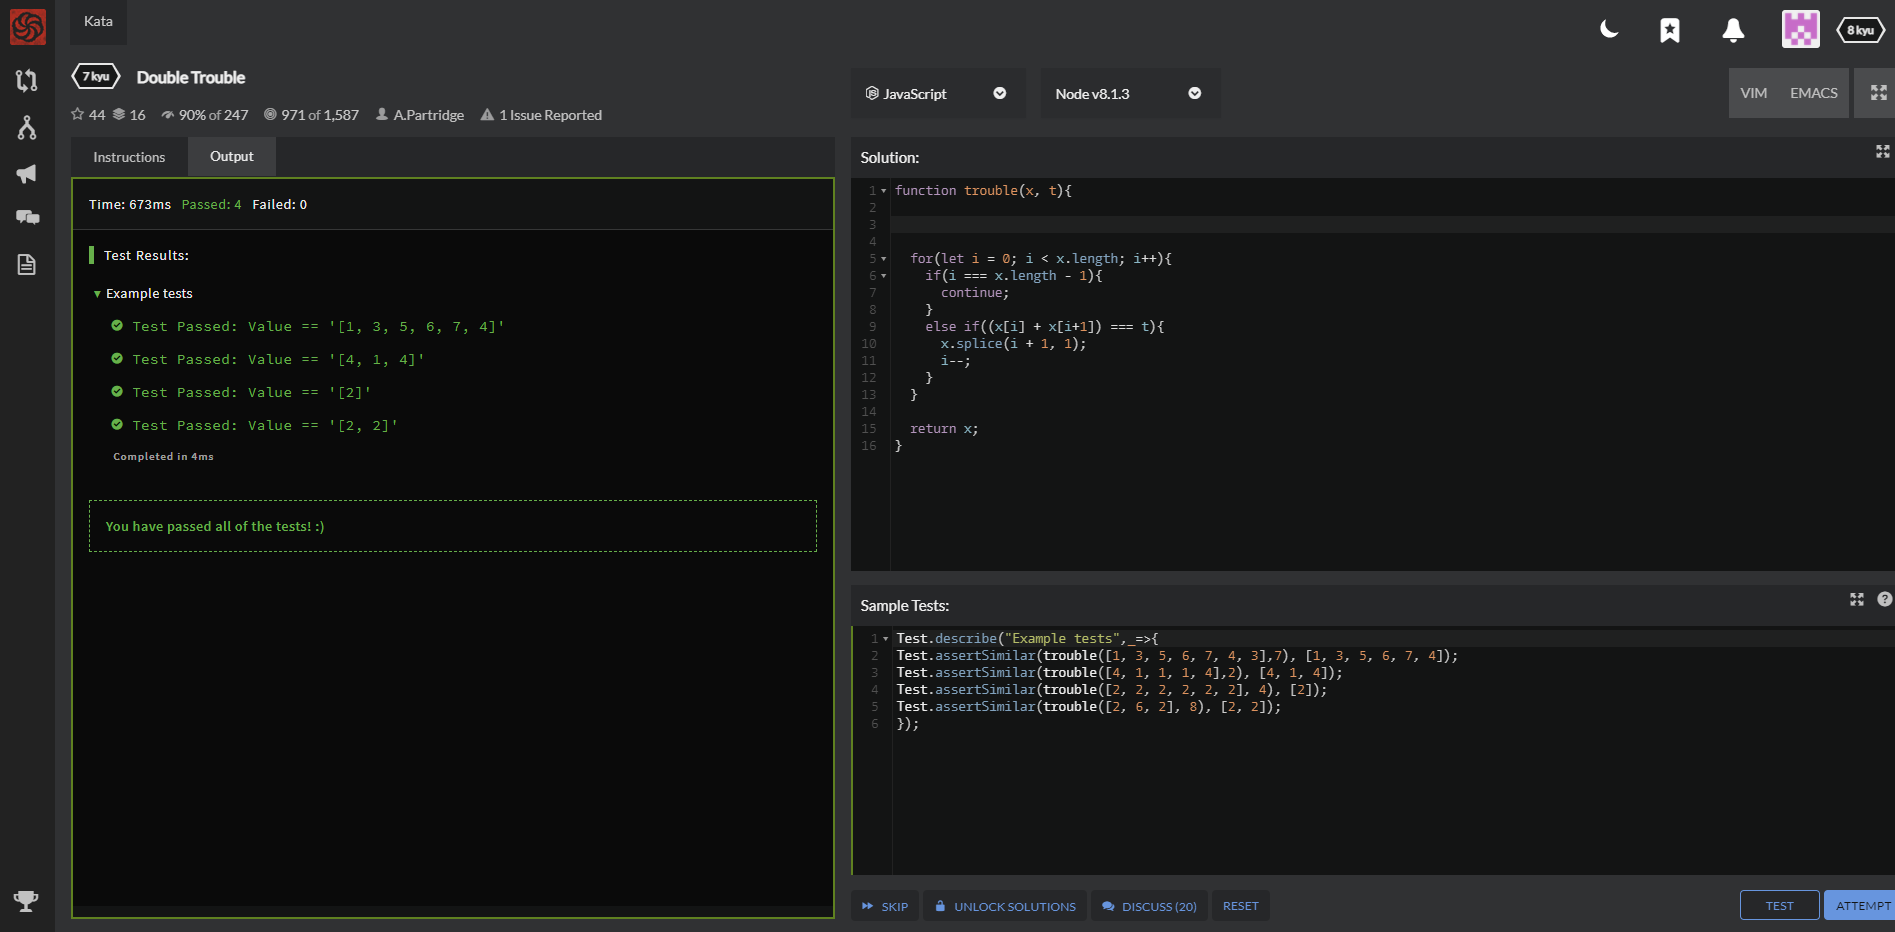 Kata
8 kyu
7 kyu Double Trouble
44 16 90% of 247 971 of 1,587 A.Partridge 1 Issue Reported
JavaScript
Node v8.1.3
VIM EMACS
Instructions Output
Time: 673ms Passed: 4 Failed: 0
Test Results:
Example tests
Test Passed: Value == '[1, 3, 5, 6, 7, 4]'
Test Passed: Value == '[4, 1, 4]'
Test Passed: Value == '[2]'
Test Passed: Value == '[2, 2]'
Completed in 4ms
You have passed all of the tests! :)
Solution:
1 function trouble(x, t){
2
3
4
5 for(let i = 0; i < x.length; i++){
6 if(i === x.length - 1){
7 continue;
8 }
9 else if((x[i] + x[i+1]) === t){
10 x.splice(i + 1, 1);
11 i--;
12 }
13 }
14
15 return x;
16 }
Sample Tests:
?
1 Test.describe("Example tests",_=>{
2 Test.assertSimilar(trouble([1, 3, 5, 6, 7, 4, 3],7), [1, 3, 5, 6, 7, 4]);
3 Test.assertSimilar(trouble([4, 1, 1, 1, 4],2), [4, 1, 4]);
4 Test.assertSimilar(trouble([2, 2, 2, 2, 2, 2], 4), [2]);
5 Test.assertSimilar(trouble([2, 6, 2], 8), [2, 2]);
6 });
SKIP UNLOCK SOLUTIONS DISCUSS (20) RESET
TEST ATTEMPT